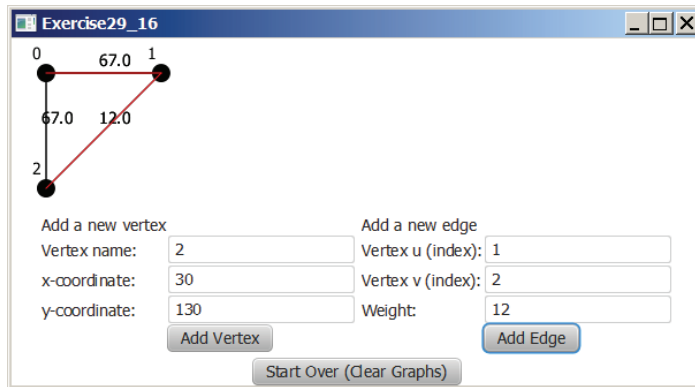 Exercise29_16
0 67.0 1
67.0 12.0
2
Add a new vertex Add a new edge
Vertex name: 2 Vertex u (index): 1
x-coordinate: 30 Vertex v (index): 2
y-coordinate: 130 Weight: 12
Add Vertex Add Edge
Start Over (Clear Graphs)